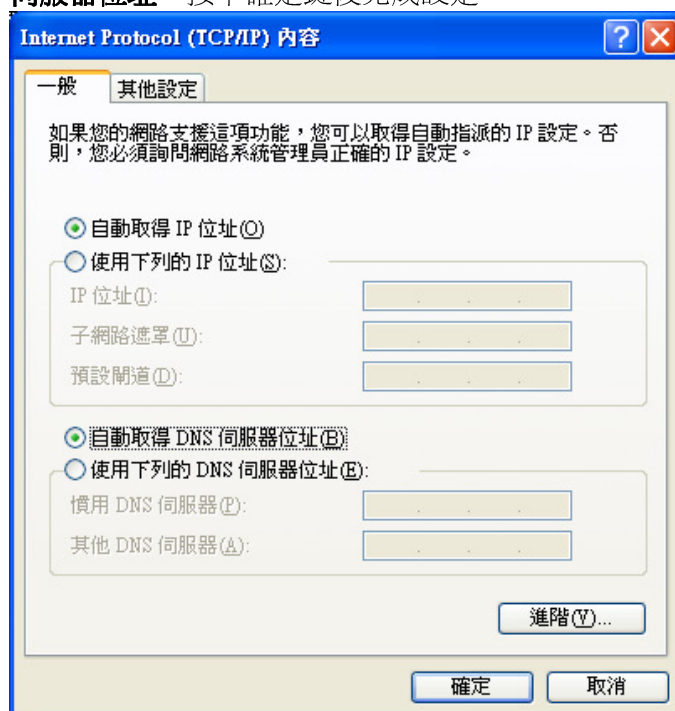 伺服器位址，按下確定鍵後完成設定
Internet Protocol (TCP/IP) 內容
一般
其他設定
如果您的網路支援這項功能，您可以取得自動指派的 IP 設定。否
則，您必須詢問網路系統管理員正確的 IP 設定。
自動取得 IP 位址(O)
使用下列的 IP 位址(S):
IP 位址(I):
子網路遮罩(U):
預設閘道(D):
自動取得 DNS 伺服器位址(B)
使用下列的 DNS 伺服器位址(E):
慣用 DNS 伺服器(P):
其他 DNS 伺服器(A):
進階(V)...
確定
取消